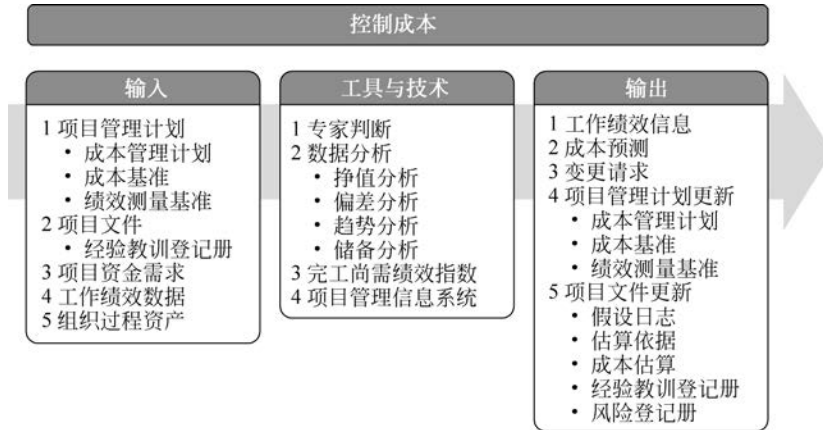 控制成本
输入
1 项目管理计划
• 成本管理计划
• 成本基准
• 绩效测量基准
2 项目文件
• 经验教训登记册
3 项目资金需求
4 工作绩效数据
5 组织过程资产
工具与技术
1 专家判断
2 数据分析
• 挣值分析
• 偏差分析
• 趋势分析
• 储备分析
3 完工尚需绩效指数
4 项目管理信息系统
输出
1 工作绩效信息
2 成本预测
3 变更请求
4 项目管理计划更新
• 成本管理计划
• 成本基准
• 绩效测量基准
5 项目文件更新
• 假设日志
• 估算依据
• 成本估算
• 经验教训登记册
• 风险登记册